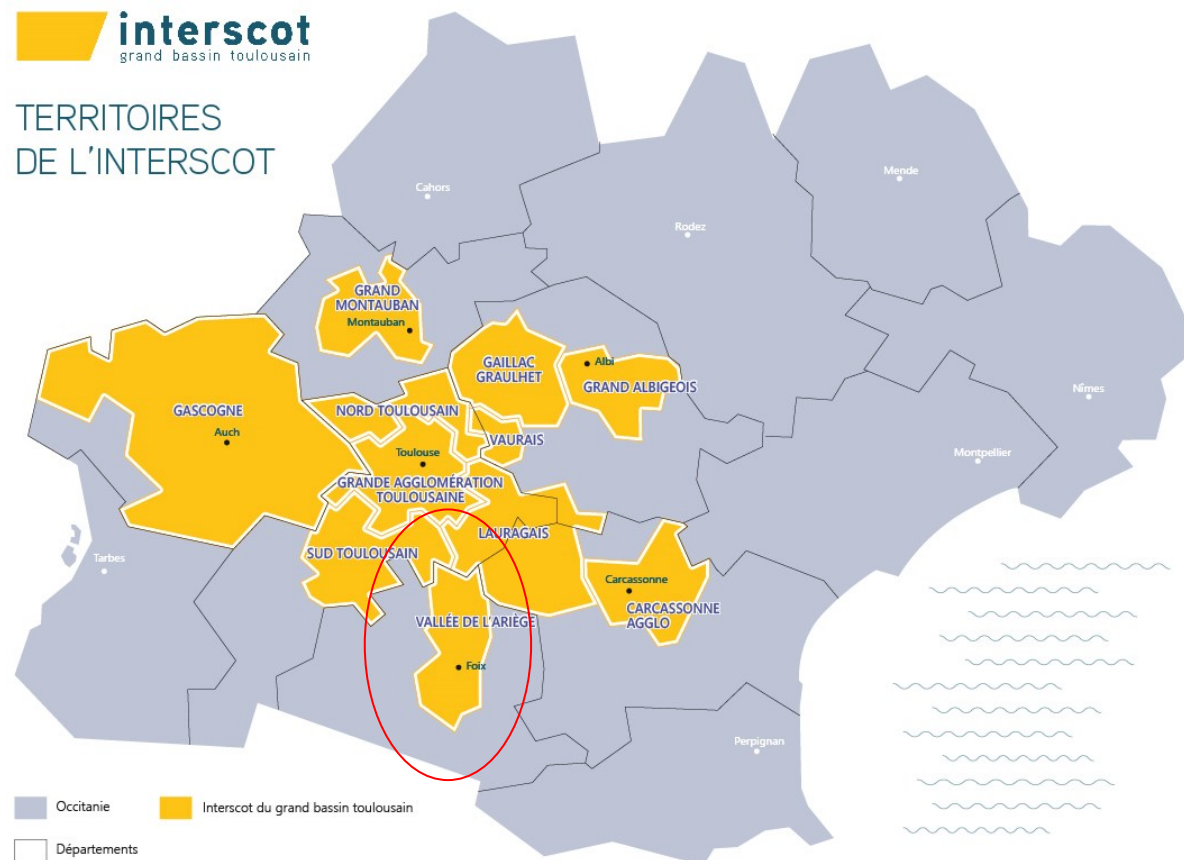 interscot
grand bassin toulousain
TERRITOIRES
DE L'INTERSCOT
Cahors
Mende
Rodez
GRAND
MONTAUBAN
Montauban
GAILLAC
GRAULHET
Albi
GRAND ALBIGEOIS
Nîmes
GASCOGNE
Auch
NORD TOULOUSAIN
VAURAIS
Toulouse
Montpellier
GRANDE AGGLOMÉRATION
TOULOUSAINE
LAURAGAIS
SUD TOULOUSAIN
Tarbes
Carcassonne
CARCASSONNE
AGGLO
VALLÉE DE L'ARIÈGE
Foix
Perpignan
Occitanie
Interscot du grand bassin toulousain
Départements